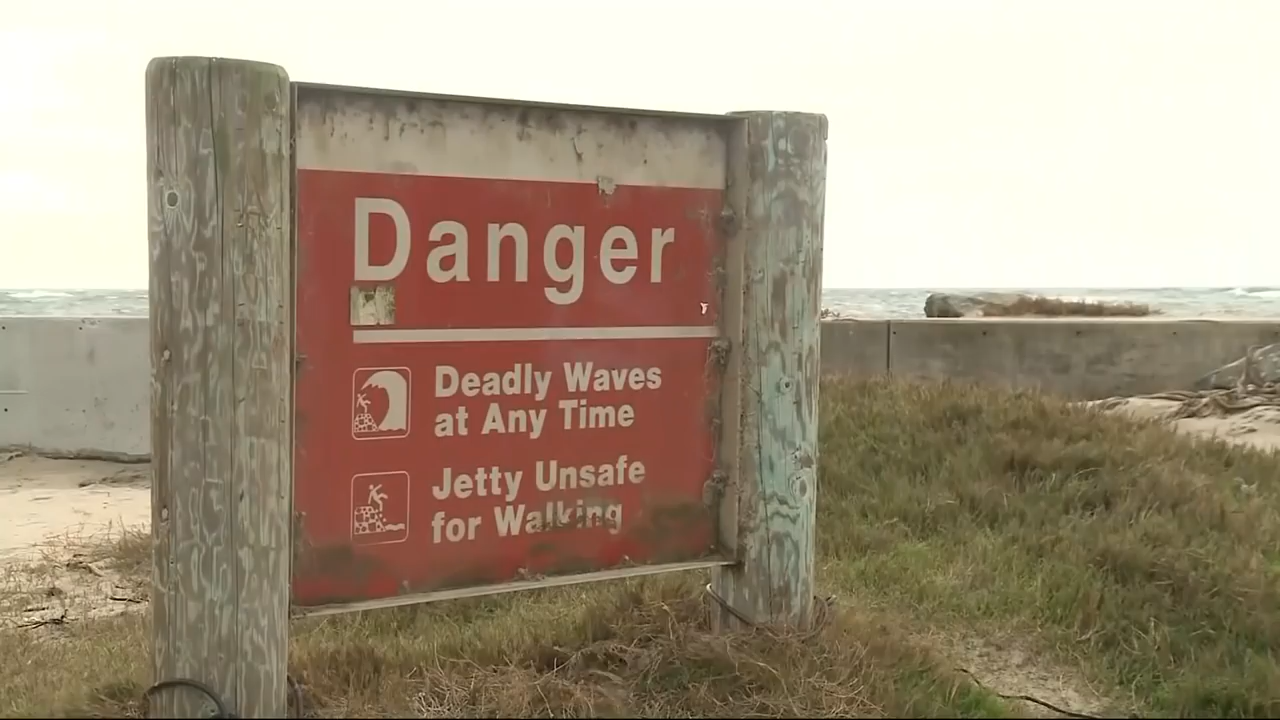 Danger
Deadly Waves
at Any Time
Jetty Unsafe
for Walking